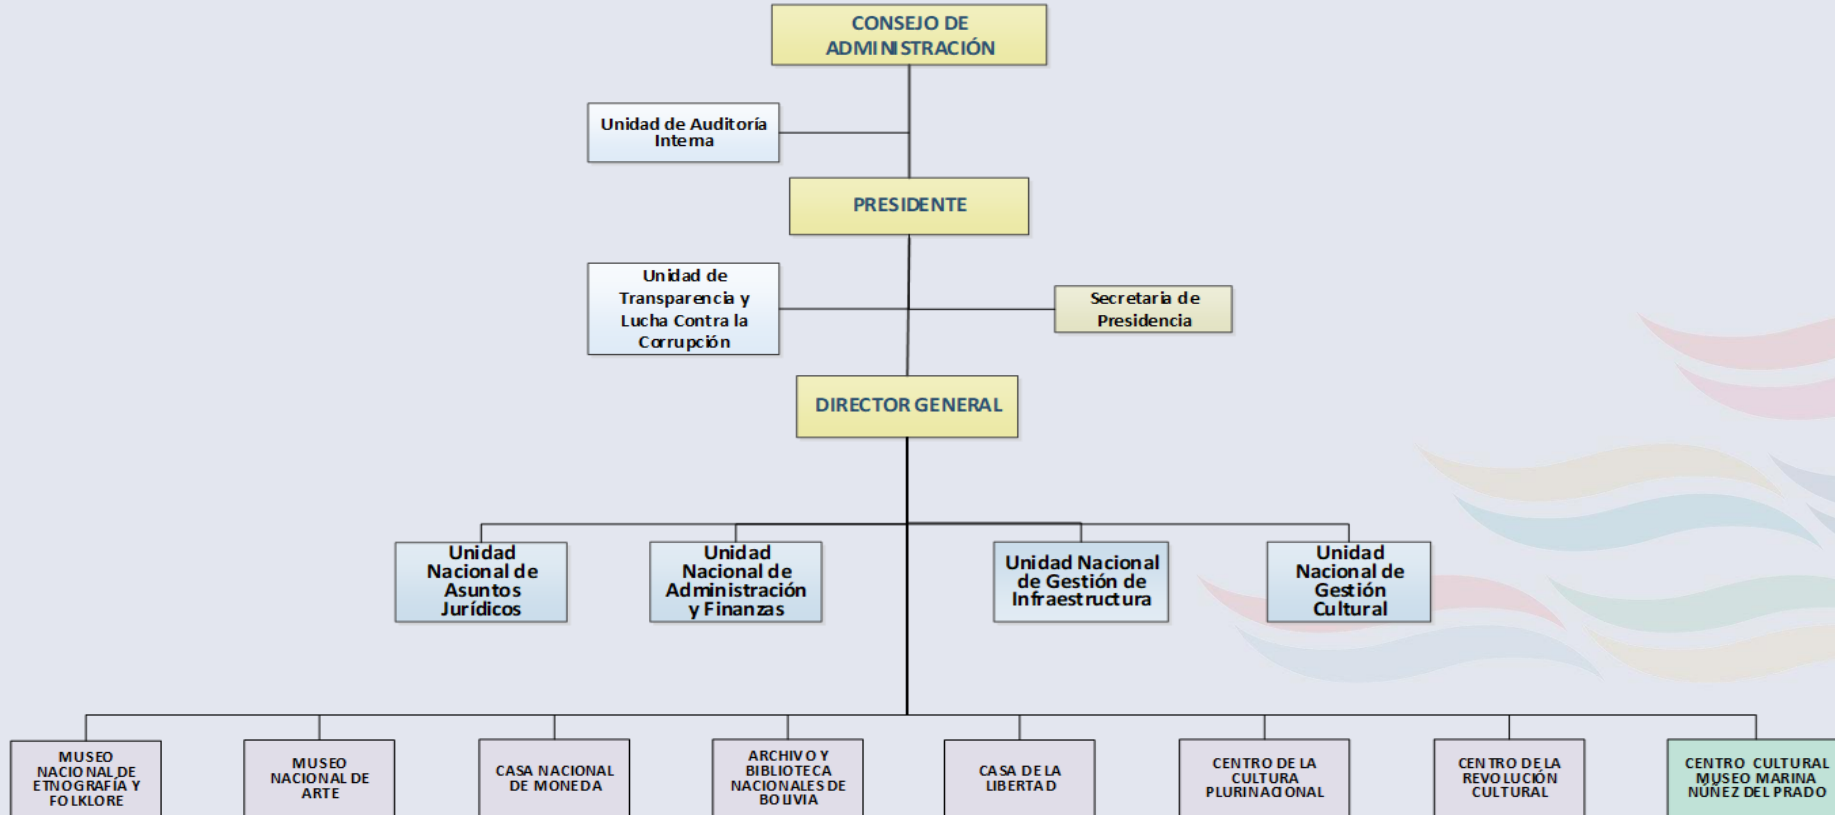 CONSEJO DE
ADMINISTRACIÓN
Unidad de Auditoría
Interna
PRESIDENTE
Unidad de
Transparencia y
Lucha Contra la
Corrupción
Secretaria de
Presidencia
DIRECTOR GENERAL
Unidad
Nacional de
Asuntos
Jurídicos
Unidad
Nacional de
Administración
y Finanzas
Unidad Nacional
de Gestión de
Infraestructura
Unidad
Nacional de
Gestión
Cultural
MUSEO
NACIONAL DE
ETNOGRAFÍA Y
FOLKLORE
MUSEO
NACIONAL DE
ARTE
CASA NACIONAL
DE MONEDA
ARCHIVO Y
BIBLIOTECA
NACIONALES DE
BOLIVIA
CASA DE LA
LIBERTAD
CENTRO DE LA
CULTURA
PLURINACIONAL
CENTRO DE LA
REVOLUCIÓN
CULTURAL
CENTRO CULTURAL
MUSEO MARINA
NÚÑEZ DEL PRADO